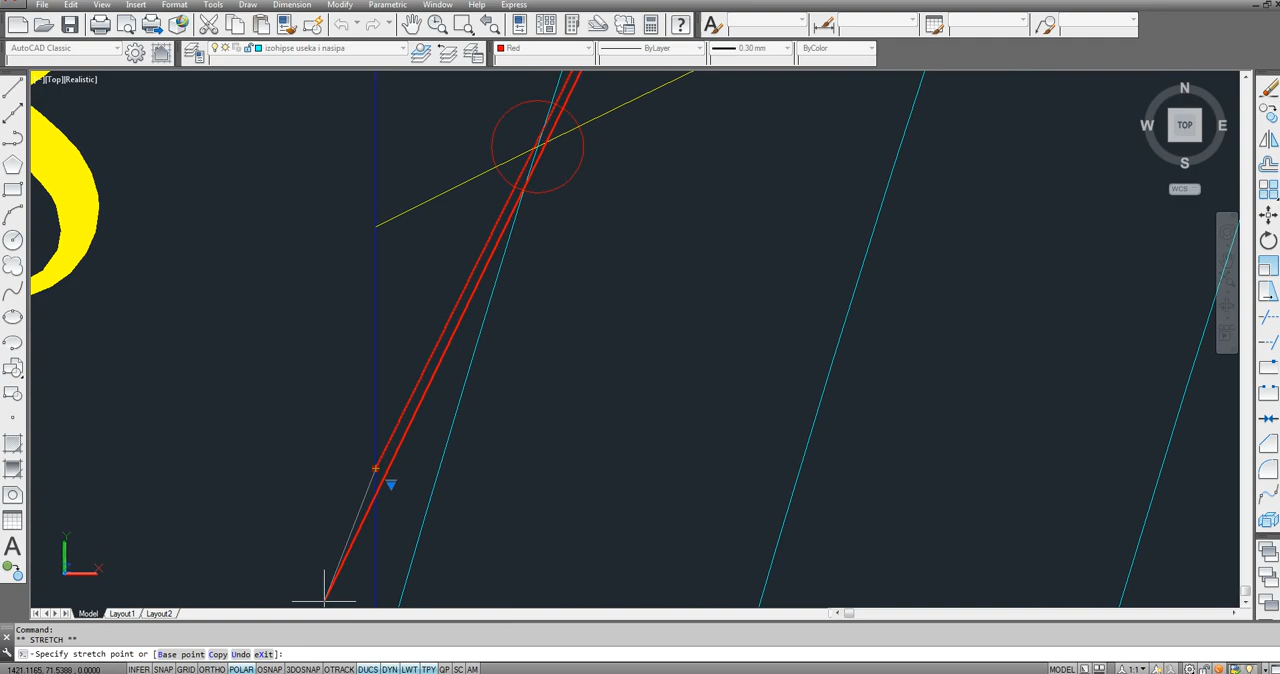 File Edit View Insert Format Tools Draw Dimension Modify Parametric Window Help Express
AutoCAD Classic izohipse useka i nasipa Red ByLayer 0.30 mm ByColor
[Top][Realistic]
N
W TOP E
S
WCS
Y
X
Model Layout1 Layout2
Command:
** STRETCH **
Specify stretch point or [Base point Copy Undo eXit]:
1421.1165, 71.5388, 0.0000 INFER SNAP GRID ORTHO POLAR OSNAP 3DOSNAP OTRACK DUCS DYN LWT TPY QP SC AM MODEL 1:1